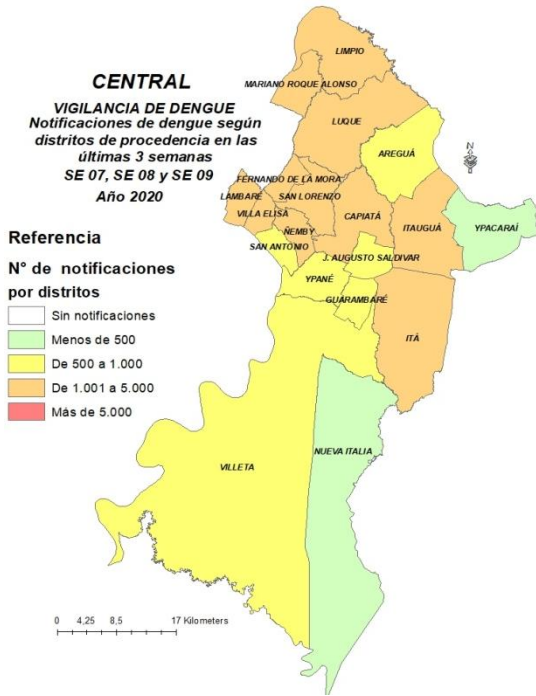 CENTRAL
VIGILANCIA DE DENGUE
Notificaciones de dengue según
distritos de procedencia en las
últimas 3 semanas
SE 07, SE 08 y SE 09
Año 2020
Referencia
N° de notificaciones
por distritos
Sin notificaciones
Menos de 500
De 500 a 1.000
De 1.001 a 5.000
Más de 5.000
LIMPIO
MARIANO ROQUE ALONSO
LUQUE
AREGUÁ
N
FERNANDO DE LA MORA
LAMBARÉ
SAN LORENZO
VILLA ELISA
CAPIATÁ
ITAUGUÁ
YPACARAÍ
ÑEMBY
SAN ANTONIO
J. AUGUSTO SALDIVAR
YPANÉ
GUARAMBARÉ
ITÁ
VILLETA
NUEVA ITALIA
0 4,25 8,5 17 Kilometers